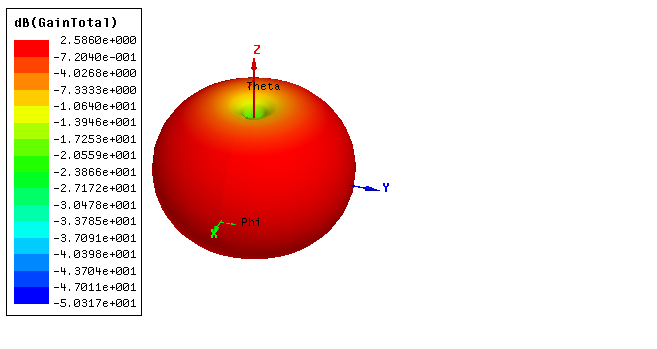 dB(GainTotal)
2.5860e+000
-7.2040e-001
-4.0268e+000
-7.3333e+000
-1.0640e+001
-1.3946e+001
-1.7253e+001
-2.0559e+001
-2.3866e+001
-2.7172e+001
-3.0478e+001
-3.3785e+001
-3.7091e+001
-4.0398e+001
-4.3704e+001
-4.7011e+001
-5.0317e+001
Z
Theta
Y
Phi
X